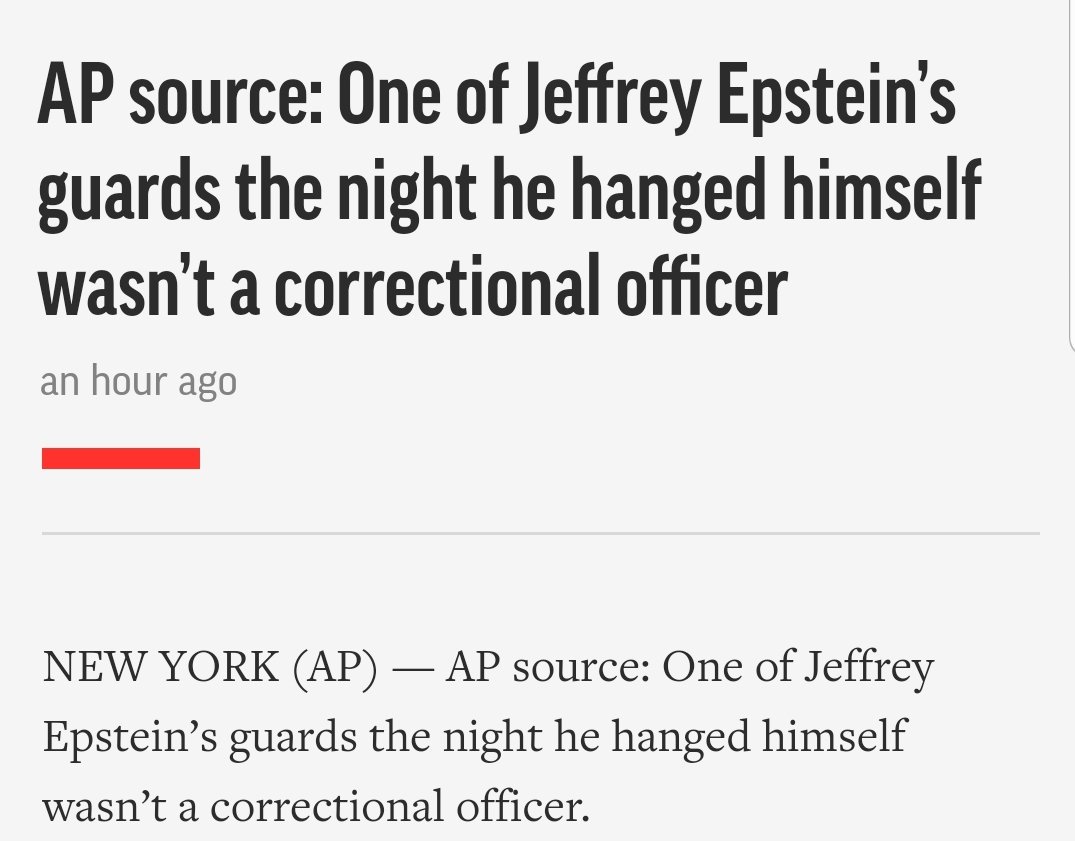 AP source: One of Jeffrey Epstein’s
guards the night he hanged himself
wasn’t a correctional officer
an hour ago
NEW YORK (AP) — AP source: One of Jeffrey
Epstein’s guards the night he hanged himself
wasn’t a correctional officer.